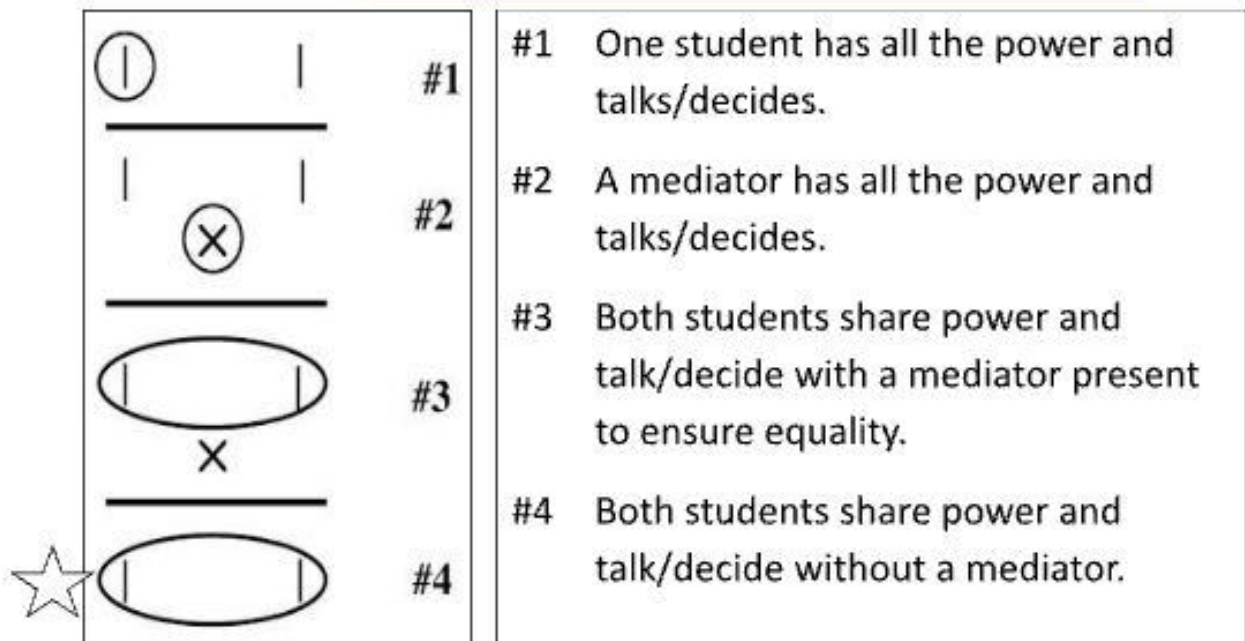 #1
#2
#3
#4
#1 One student has all the power and
talks/decides.
#2 A mediator has all the power and
talks/decides.
#3 Both students share power and
talk/decide with a mediator present
to ensure equality.
#4 Both students share power and
talk/decide without a mediator.